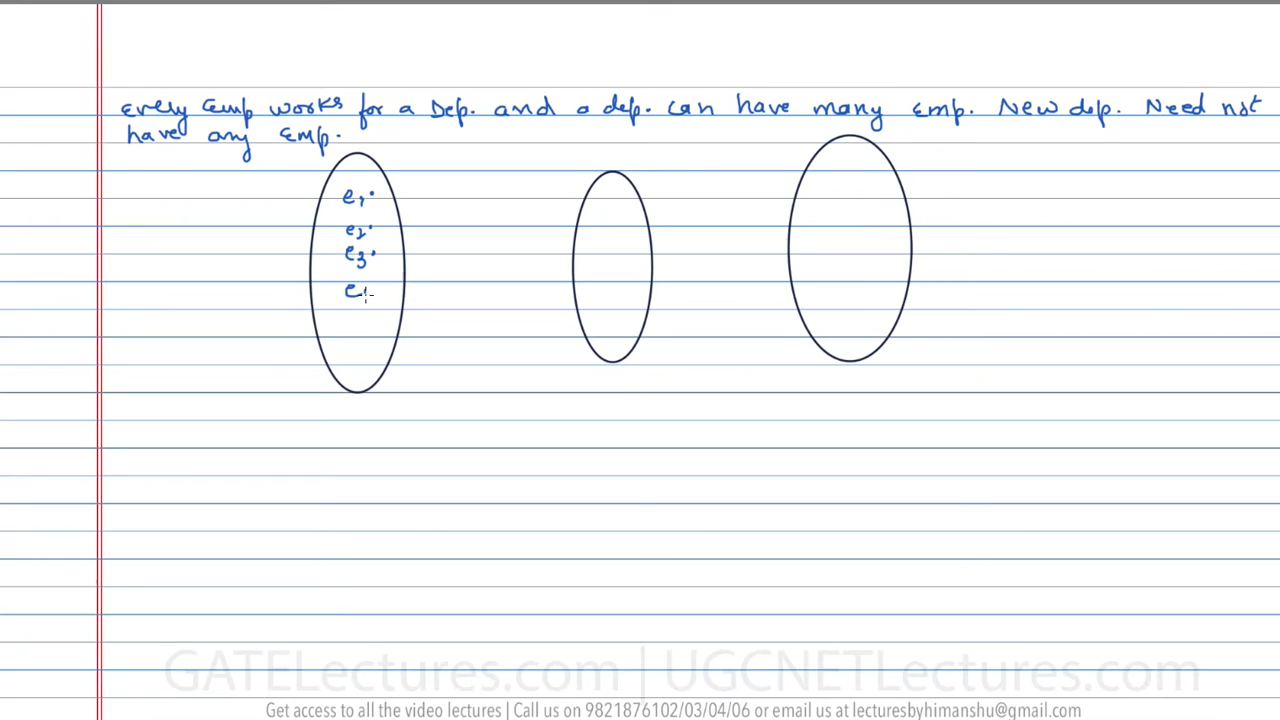 Every Emp works for a Dep. and a dep. can have many Emp. New dep. Need not
have any Emp.
e1.
e2.
e3.
e
GATELectures.com | UGCNETLectures.com
Get access to all the video lectures | Call us on 9821876102/03/04/06 or email us at lecturesbyhimanshu@gmail.com